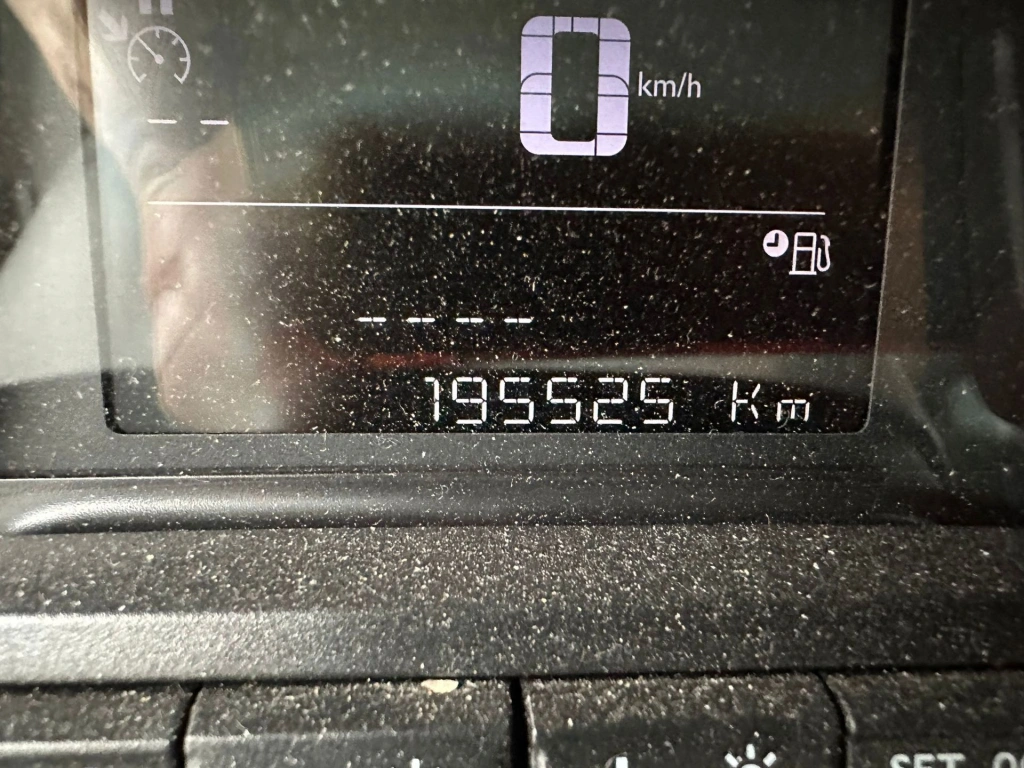 0 km/h
-- 
----
195525 Km
SET